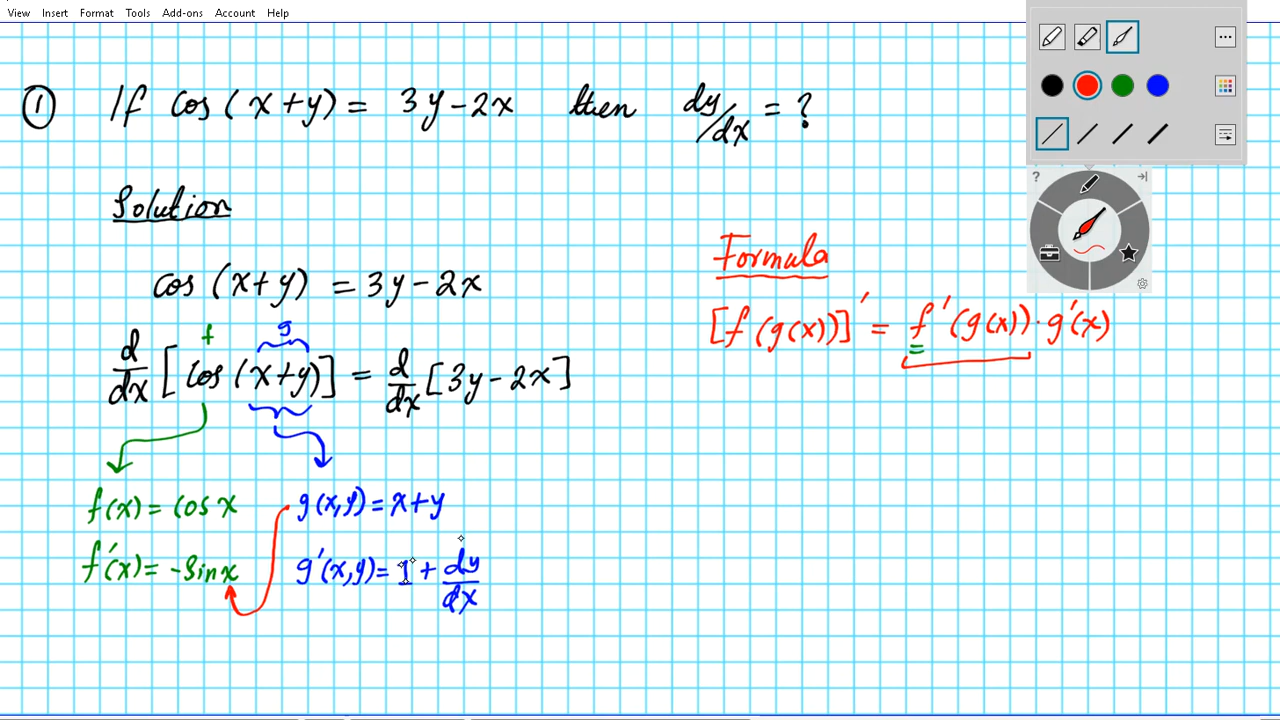 View Insert Format Tools Add-ons Account Help
① If cos(x+y) = 3y-2x then dy/dx = ?
Solution
cos (x+y) = 3y-2x
f g
d/dx [cos (x+y)] = d/dx [3y-2x]
f(x) = cos x g(x,y) = x+y
f'(x) = -sinx g'(x,y) = 1 + dy/dx
Formula
[f(g(x))]' = f'(g(x))·g'(x)
?